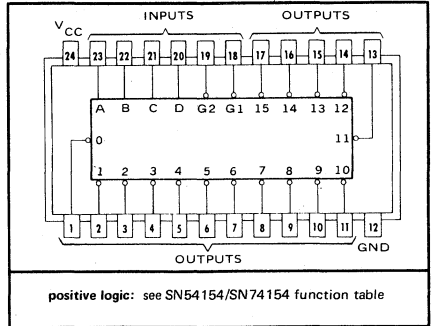 INPUTS OUTPUTS
VCC
24 23 22 21 20 19 18 17 16 15 14 13
A B C D G2 G1 15 14 13 12
0 11
1 2 3 4 5 6 7 8 9 10
1 2 3 4 5 6 7 8 9 10 11 12
GND
OUTPUTS
positive logic: see SN54154/SN74154 function table